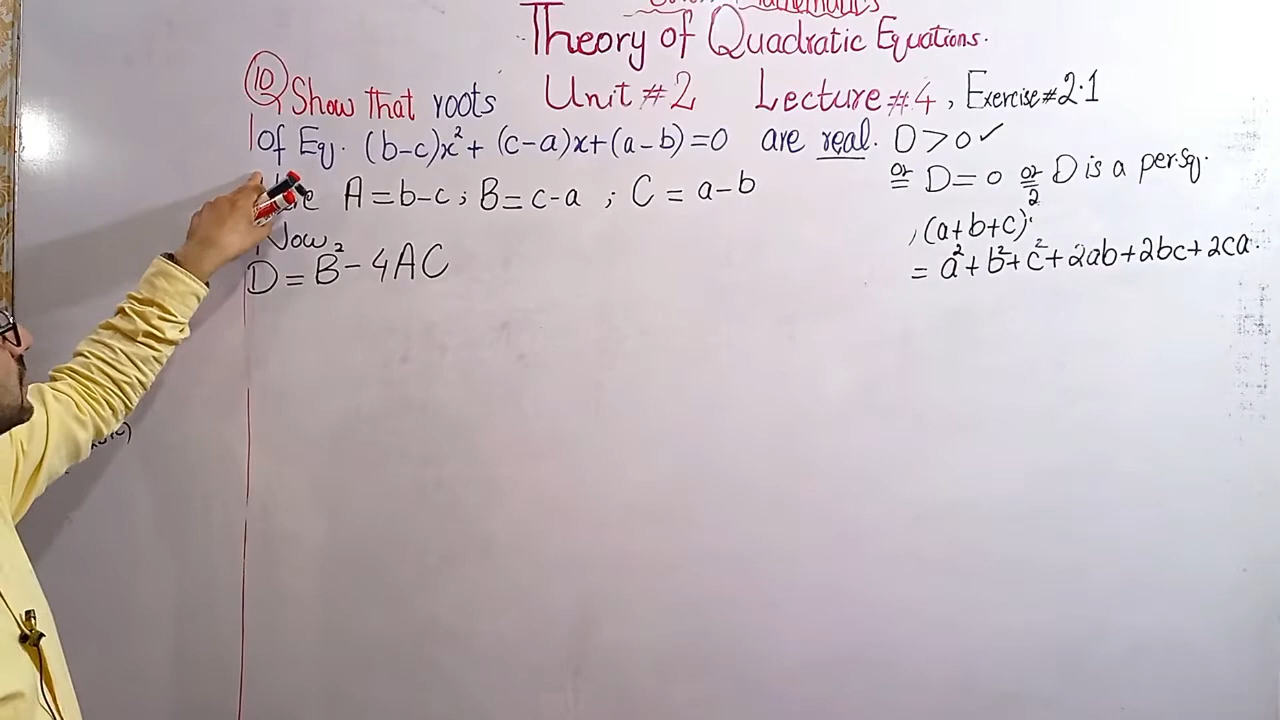 Theory of Quadratic Equations.
Unit #2 Lecture #4, Exercise #2.1
10 Show That roots
of Eq. (b-c)x²+ (c-a)x+(a-b)=0 are real. D>0✓
A=b-c; B=c-a ; C = a-b
or D=0 or D is a per.sq.
2
Now
, (a+b+c)²
D=B²-4AC
= a²+b²+c²+2ab+2bc+2ca.